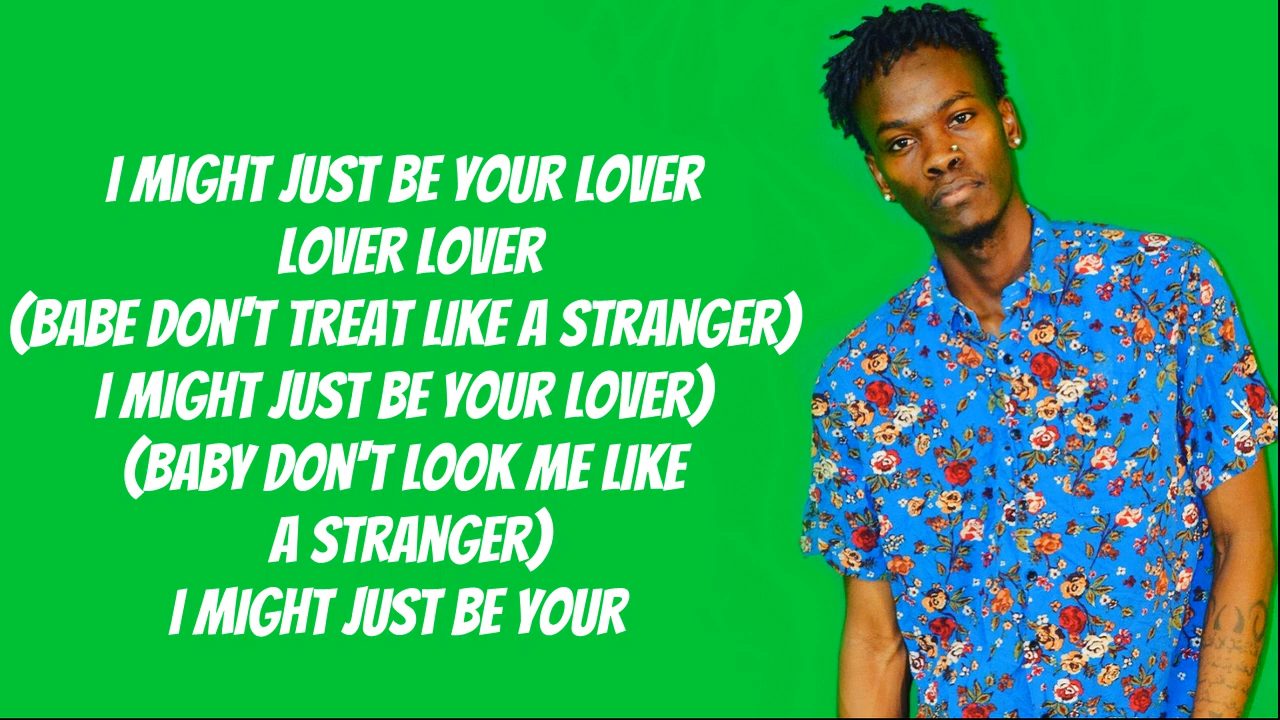 I MIGHT JUST BE YOUR LOVER
LOVER LOVER
(BABE DON'T TREAT LIKE A STRANGER)
I MIGHT JUST BE YOUR LOVER)
(BABY DON'T LOOK ME LIKE
A STRANGER)
I MIGHT JUST BE YOUR